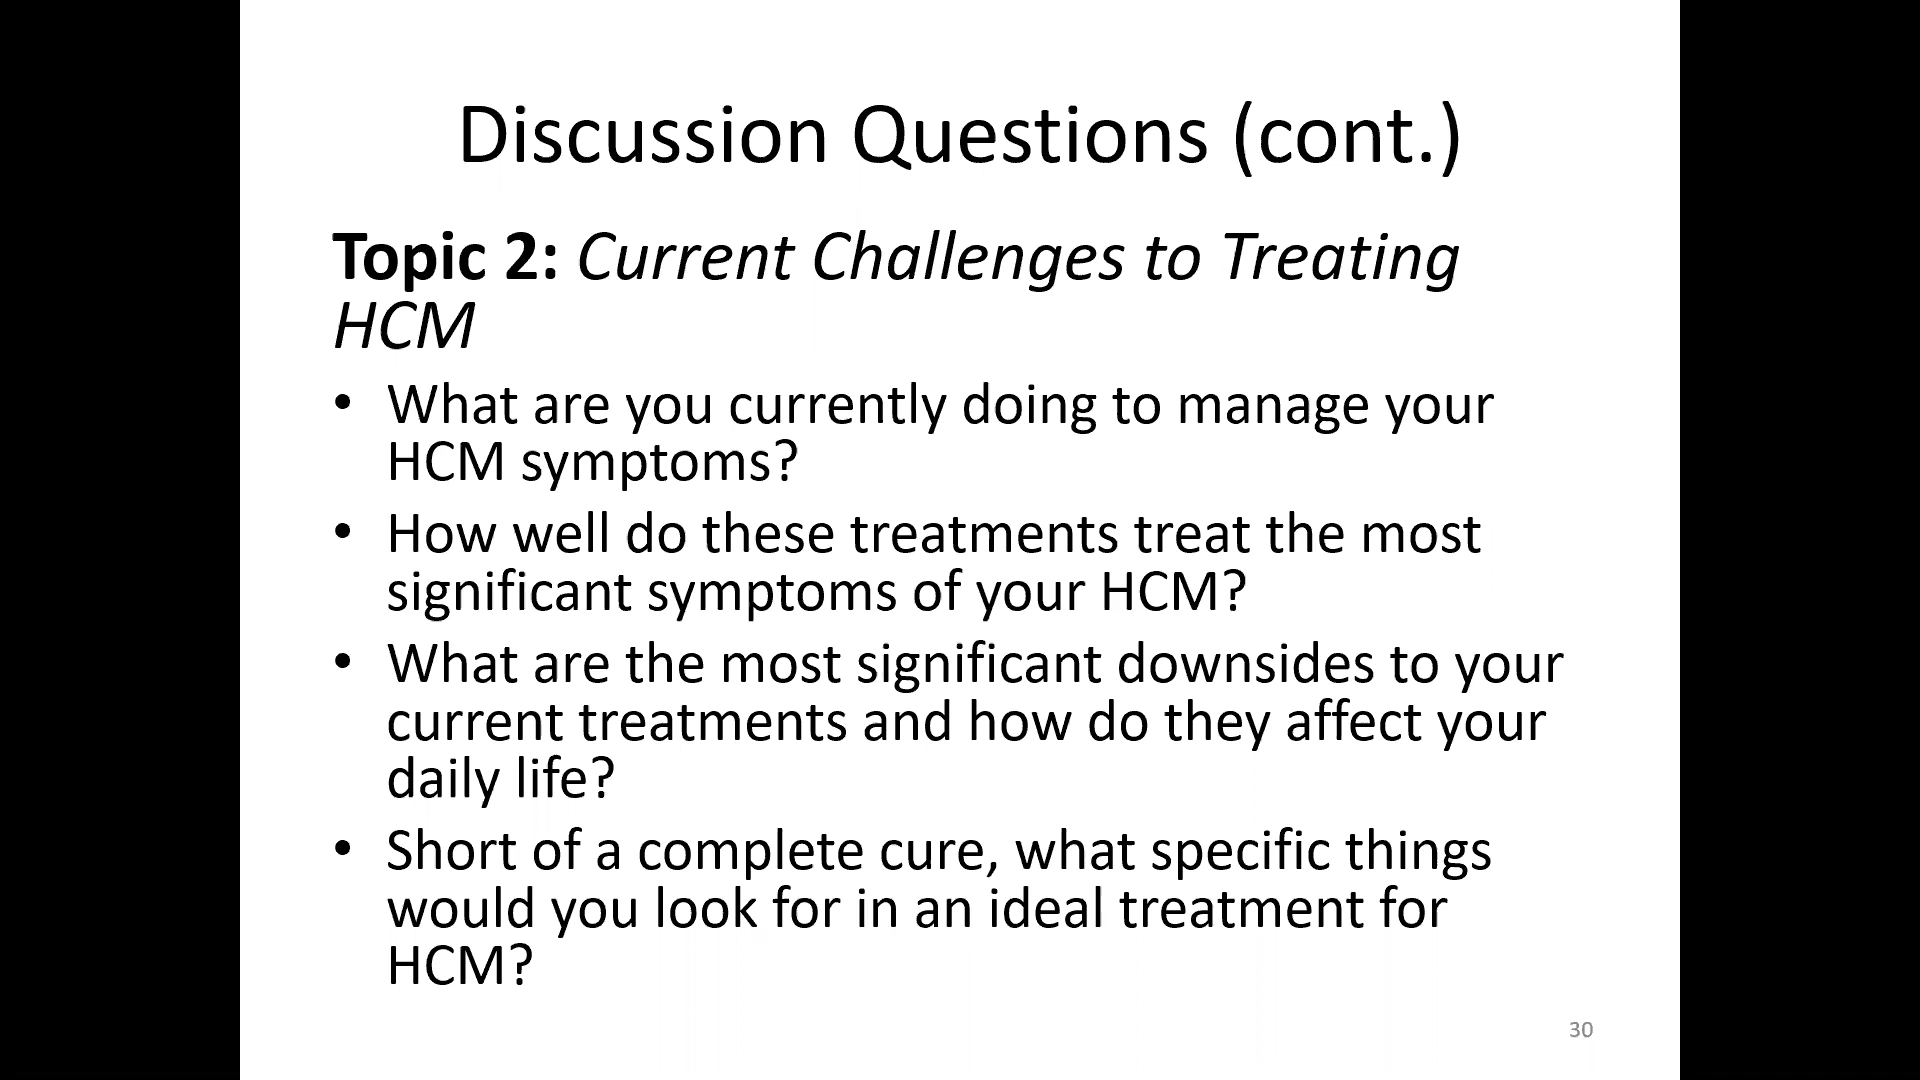 Discussion Questions (cont.)
Topic 2: Current Challenges to Treating
HCM
• What are you currently doing to manage your
HCM symptoms?
• How well do these treatments treat the most
significant symptoms of your HCM?
• What are the most significant downsides to your
current treatments and how do they affect your
daily life?
• Short of a complete cure, what specific things
would you look for in an ideal treatment for
HCM?
30